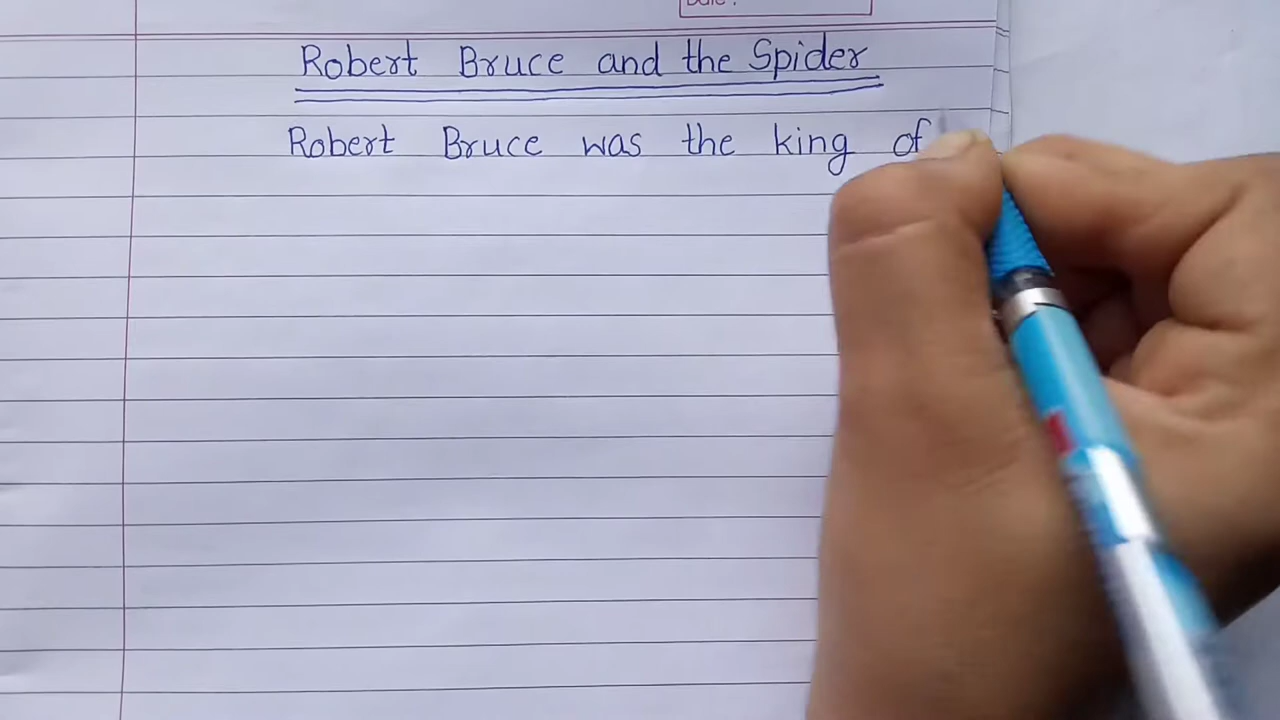 Robert Bruce and the Spider
Robert Bruce was the king of